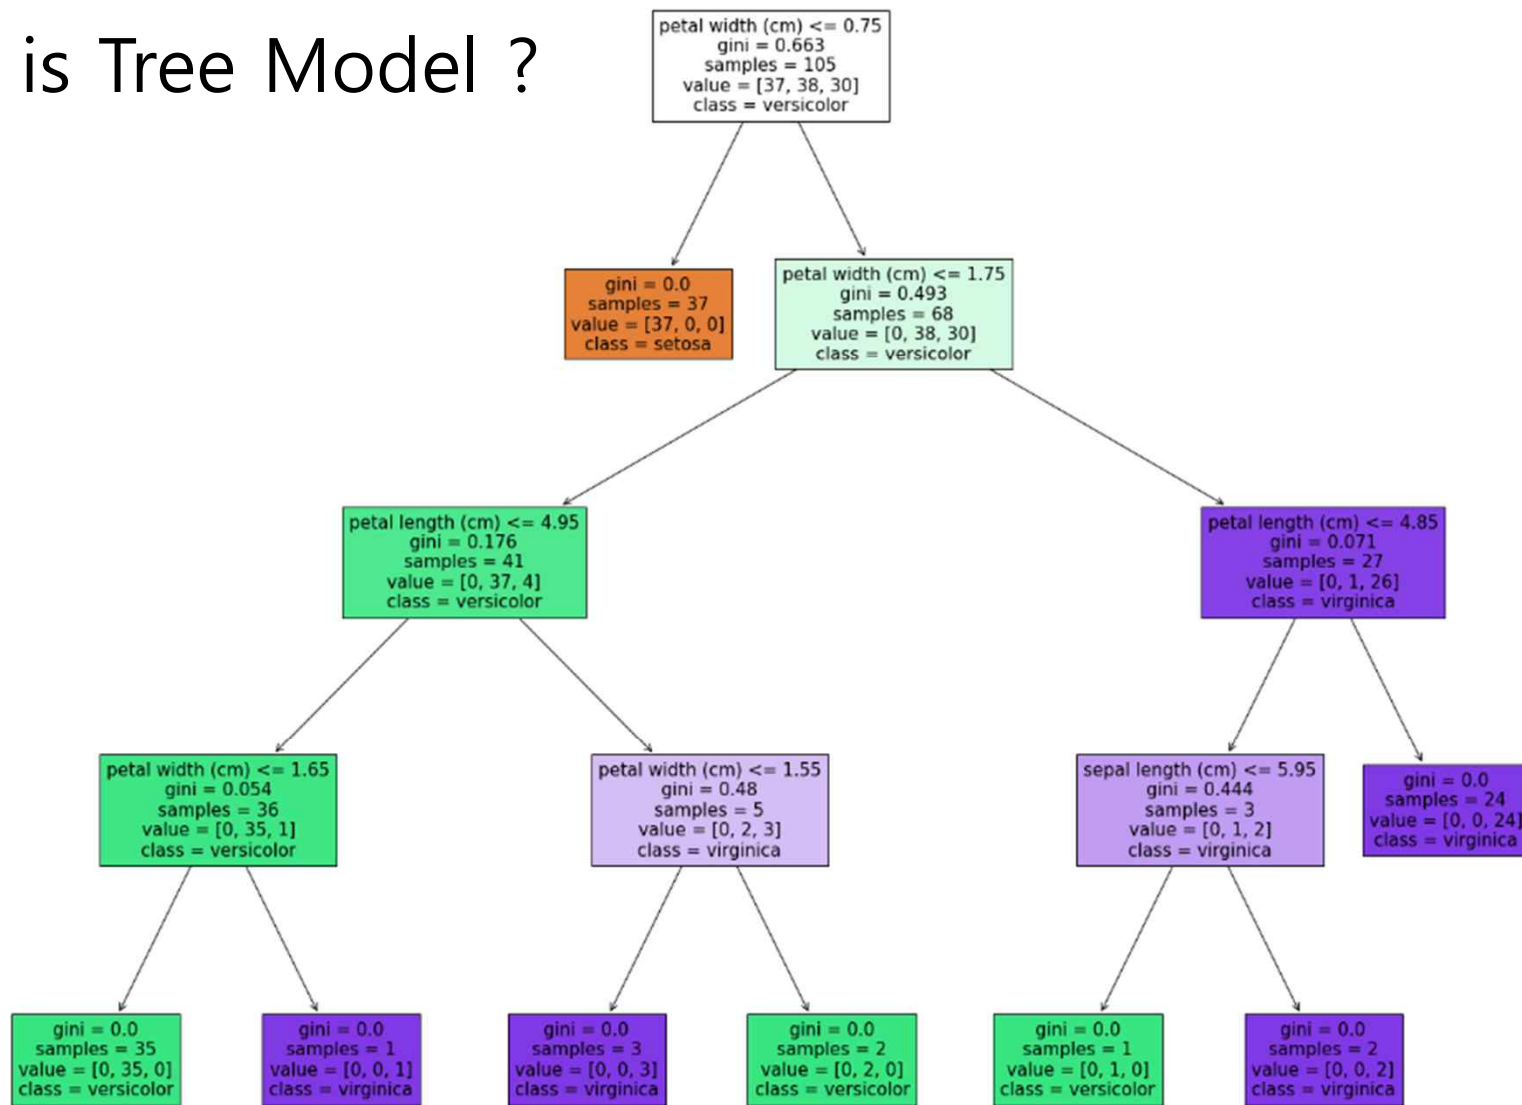 is Tree Model ?
petal width (cm) <= 0.75
gini = 0.663
samples = 105
value = [37, 38, 30]
class = versicolor
gini = 0.0
samples = 37
value = [37, 0, 0]
class = setosa
petal width (cm) <= 1.75
gini = 0.493
samples = 68
value = [0, 38, 30]
class = versicolor
petal length (cm) <= 4.95
gini = 0.176
samples = 41
value = [0, 37, 4]
class = versicolor
petal length (cm) <= 4.85
gini = 0.071
samples = 27
value = [0, 1, 26]
class = virginica
petal width (cm) <= 1.65
gini = 0.054
samples = 36
value = [0, 35, 1]
class = versicolor
petal width (cm) <= 1.55
gini = 0.48
samples = 5
value = [0, 2, 3]
class = virginica
sepal length (cm) <= 5.95
gini = 0.444
samples = 3
value = [0, 1, 2]
class = virginica
gini = 0.0
samples = 24
value = [0, 0, 24]
class = virginica
gini = 0.0
samples = 35
value = [0, 35, 0]
class = versicolor
gini = 0.0
samples = 1
value = [0, 0, 1]
class = virginica
gini = 0.0
samples = 3
value = [0, 0, 3]
class = virginica
gini = 0.0
samples = 2
value = [0, 2, 0]
class = versicolor
gini = 0.0
samples = 1
value = [0, 1, 0]
class = versicolor
gini = 0.0
samples = 2
value = [0, 0, 2]
class = virginica